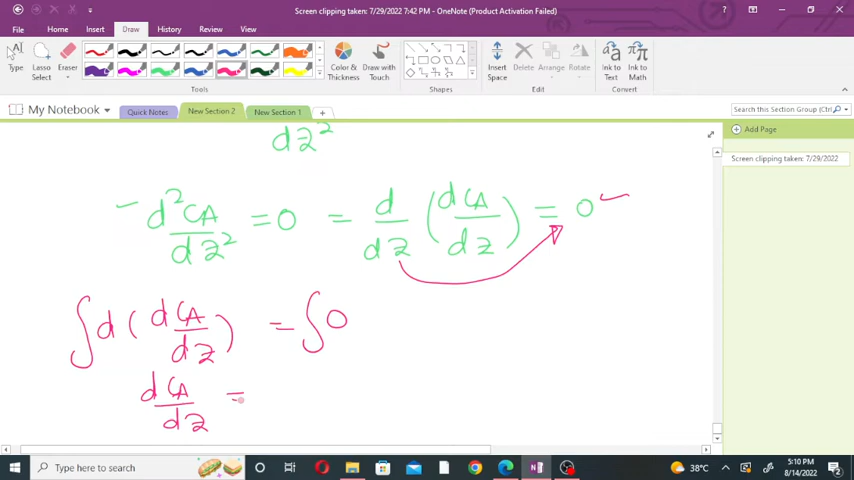 Screen clipping taken: 7/29/2022 7:42 PM - OneNote (Product Activation Failed)
File Home Insert Draw History Review View
Type Lasso Select Eraser Color & Thickness Draw with Touch Insert Space Delete Arrange Rotate Ink to Text Ink to Math
Tools Shapes Edit Convert
My Notebook Quick Notes New Section 2 New Section 1 Search this Section Group (Ctrl
Add Page
Screen clipping taken: 7/29/2022
dz²
d²CA/dz² = 0 = d/dz (dCA/dz) = 0
∫d(dCA/dz) = ∫0
dCA/dz =
Type here to search 38°C 5:10 PM
8/14/2022